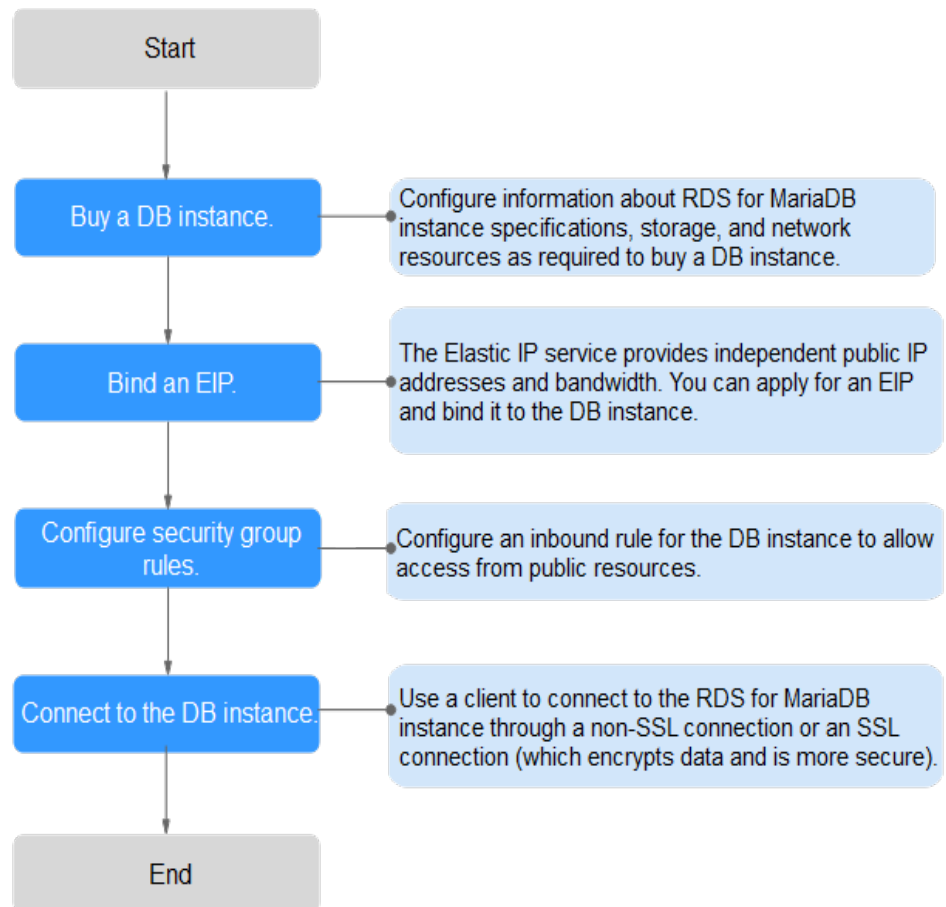 Start
Buy a DB instance.
Configure information about RDS for MariaDB
instance specifications, storage, and network
resources as required to buy a DB instance.
Bind an EIP.
The Elastic IP service provides independent public IP
addresses and bandwidth. You can apply for an EIP
and bind it to the DB instance.
Configure security group
rules.
Configure an inbound rule for the DB instance to allow
access from public resources.
Connect to the DB instance.
Use a client to connect to the RDS for MariaDB
instance through a non-SSL connection or an SSL
connection (which encrypts data and is more secure).
End